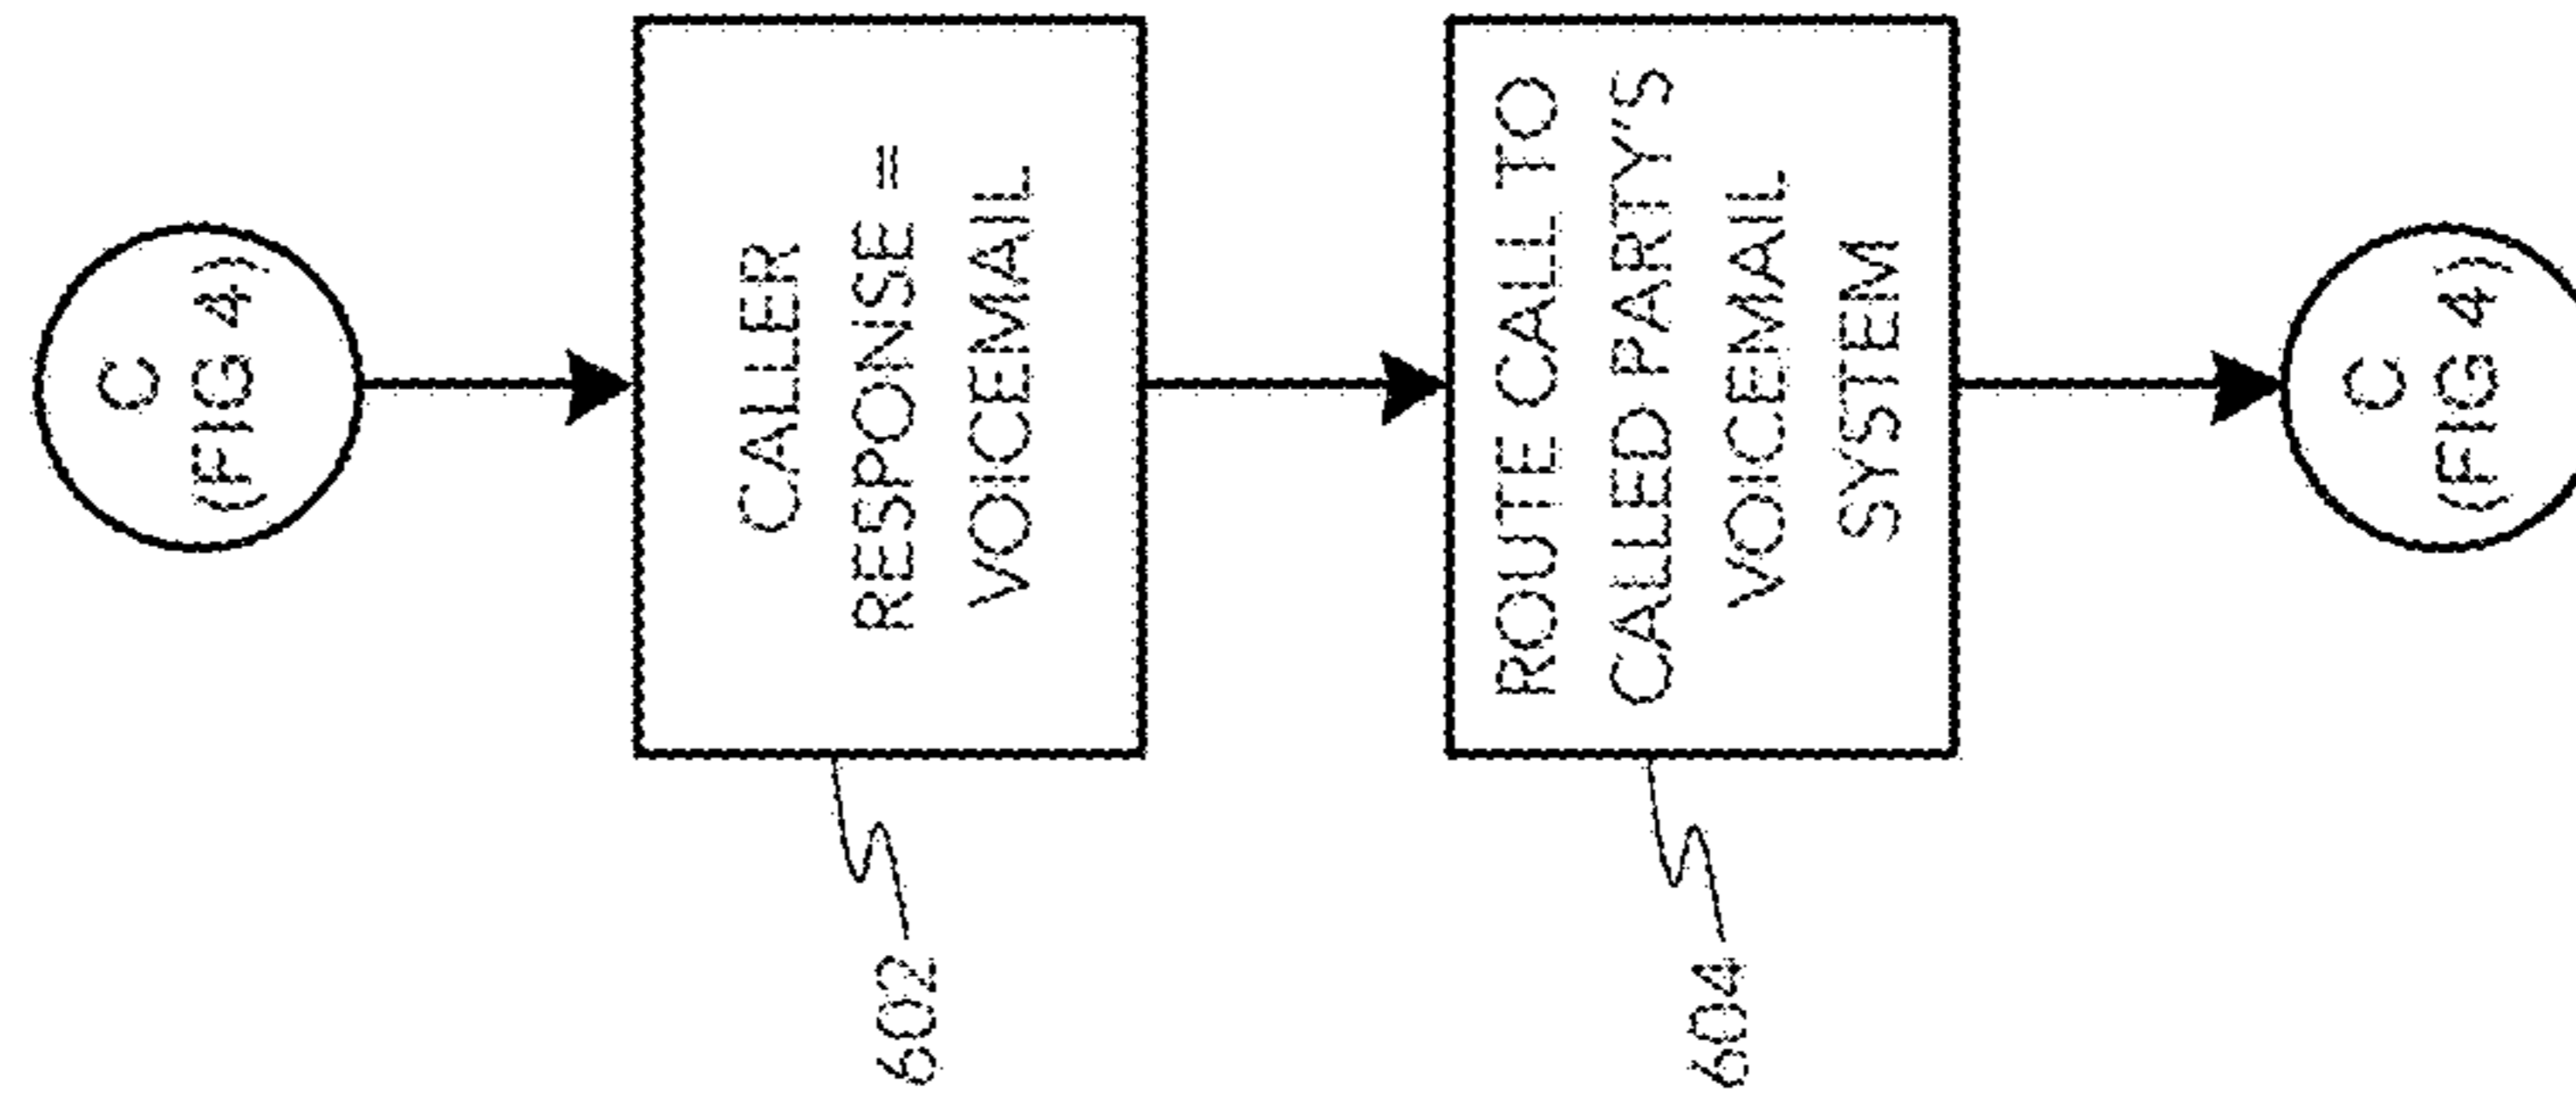 C
(FIG 4)
CALLER
RESPONSE =
VOICEMAIL
602
ROUTE CALL TO
CALLED PARTY'S
VOICEMAIL
SYSTEM
604
C
(FIG 4)